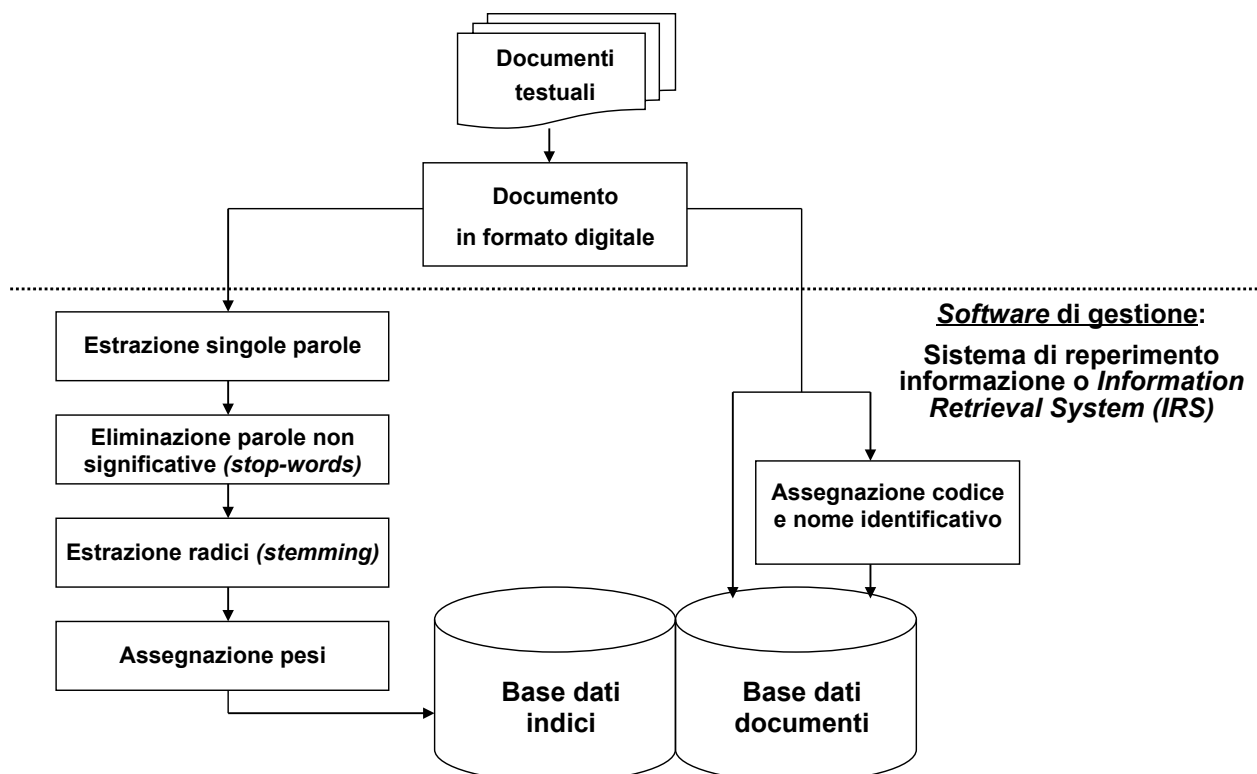 Documenti
testuali
Documento
in formato digitale
Software di gestione:
Sistema di reperimento
informazione o Information
Retrieval System (IRS)
Estrazione singole parole
Eliminazione parole non
significative (stop-words)
Estrazione radici (stemming)
Assegnazione pesi
Assegnazione codice
e nome identificativo
Base dati
indici
Base dati
documenti